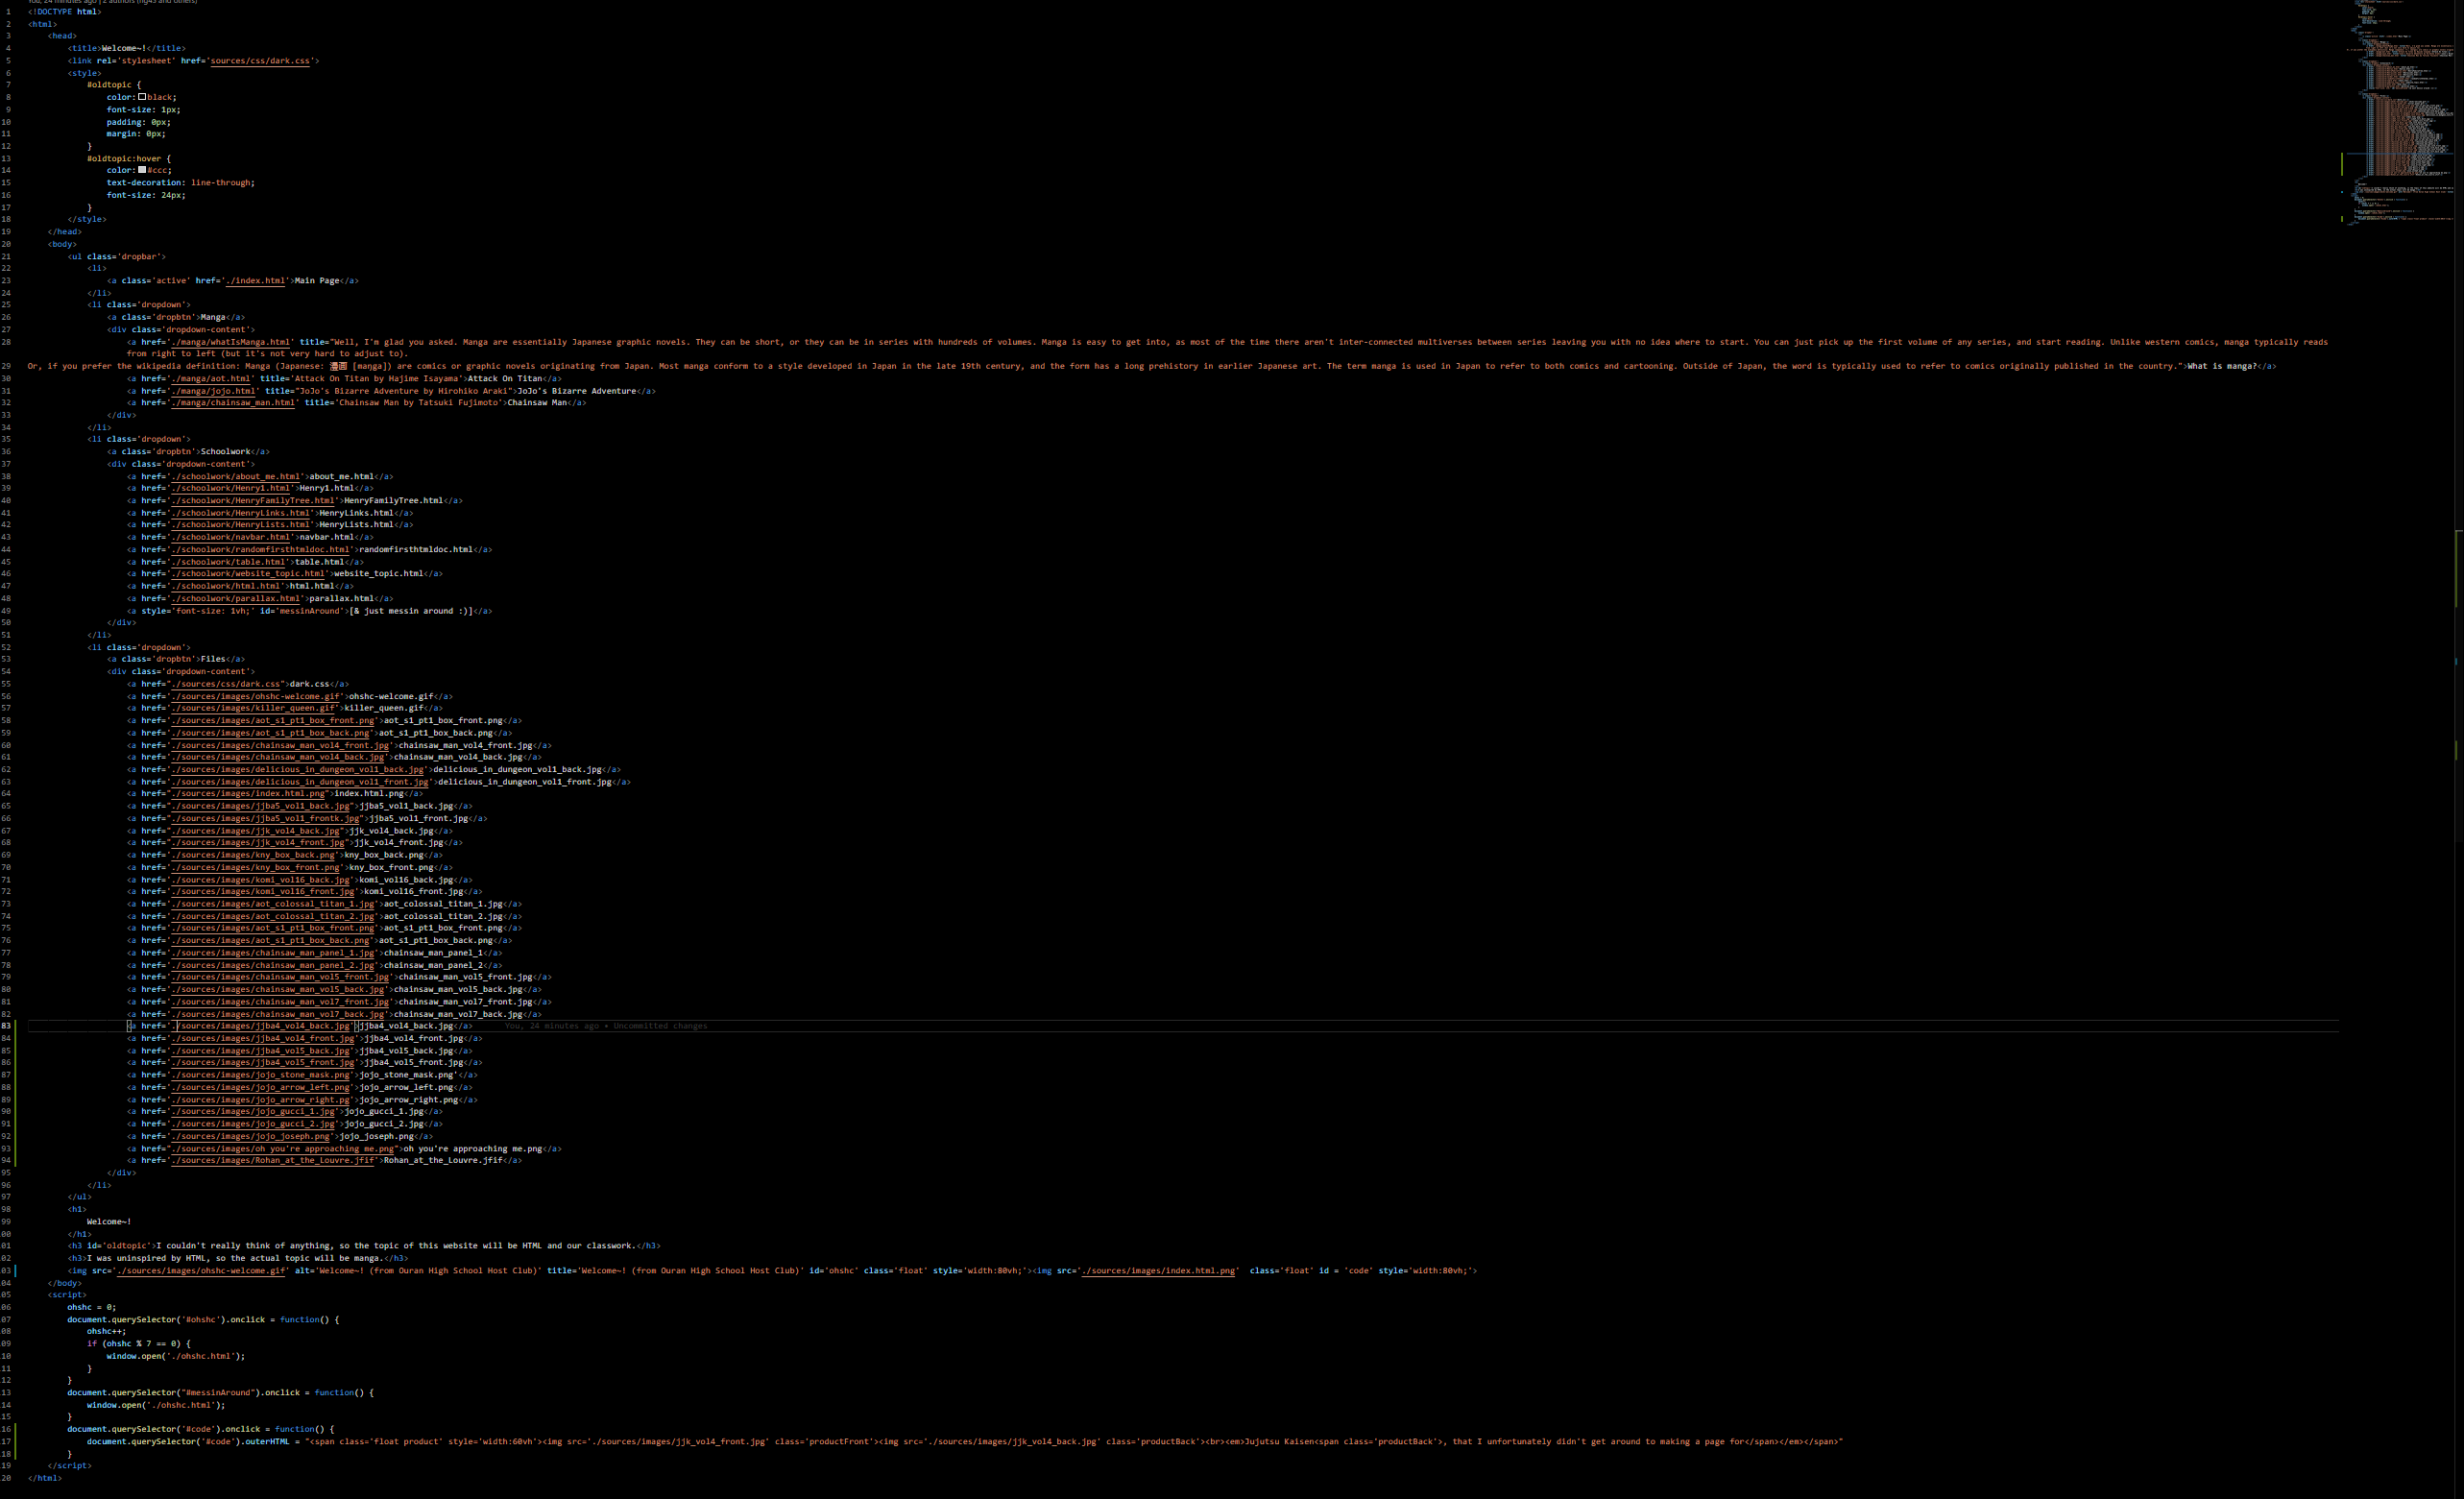 You, 24 minutes ago | 2 authors (ng43 and others)
1 <!DOCTYPE html>
2 <html>
3 <head>
4 <title>Welcome~!</title>
5 <link rel='stylesheet' href='sources/css/dark.css'>
6 <style>
7 #oldtopic {
8 color: black;
9 font-size: 1px;
10 padding: 0px;
11 margin: 0px;
12 }
13 #oldtopic:hover {
14 color: #ccc;
15 text-decoration: line-through;
16 font-size: 24px;
17 }
18 </style>
19 </head>
20 <body>
21 <ul class='dropbar'>
22 <li>
23 <a class='active' href='./index.html'>Main Page</a>
24 </li>
25 <li class='dropdown'>
26 <a class='dropbtn'>Manga</a>
27 <div class='dropdown-content'>
28 <a href='./manga/whatIsManga.html' title="Well, I'm glad you asked. Manga are essentially Japanese graphic novels. They can be short, or they can be in series with hundreds of volumes. Manga is easy to get into, as most of the time there aren't inter-connected multiverses between series leaving you with no idea where to start. You can just pick up the first volume of any series, and start reading. Unlike western comics, manga typically reads
from right to left (but it's not very hard to adjust to).
29 Or, if you prefer the wikipedia definition: Manga (Japanese: 漫画 [maŋga]) are comics or graphic novels originating from Japan. Most manga conform to a style developed in Japan in the late 19th century, and the form has a long prehistory in earlier Japanese art. The term manga is used in Japan to refer to both comics and cartooning. Outside of Japan, the word is typically used to refer to comics originally published in the country.">What is manga?</a>
30 <a href='./manga/aot.html' title='Attack On Titan by Hajime Isayama'>Attack On Titan</a>
31 <a href='./manga/jojo.html' title="JoJo's Bizarre Adventure by Hirohiko Araki">JoJo's Bizarre Adventure</a>
32 <a href='./manga/chainsaw_man.html' title='Chainsaw Man by Tatsuki Fujimoto'>Chainsaw Man</a>
33 </div>
34 </li>
35 <li class='dropdown'>
36 <a class='dropbtn'>Schoolwork</a>
37 <div class='dropdown-content'>
38 <a href='./schoolwork/about_me.html'>about_me.html</a>
39 <a href='./schoolwork/Henry1.html'>Henry1.html</a>
40 <a href='./schoolwork/HenryFamilyTree.html'>HenryFamilyTree.html</a>
41 <a href='./schoolwork/HenryLinks.html'>HenryLinks.html</a>
42 <a href='./schoolwork/HenryLists.html'>HenryLists.html</a>
43 <a href='./schoolwork/navbar.html'>navbar.html</a>
44 <a href='./schoolwork/randomfirsthtmldoc.html'>randomfirsthtmldoc.html</a>
45 <a href='./schoolwork/table.html'>table.html</a>
46 <a href='./schoolwork/website_topic.html'>website_topic.html</a>
47 <a href='./schoolwork/html.html'>html.html</a>
48 <a href='./schoolwork/parallax.html'>parallax.html</a>
49 <a style='font-size: 1vh;' id='messinAround'>[& just messin around :)]</a>
50 </div>
51 </li>
52 <li class='dropdown'>
53 <a class='dropbtn'>Files</a>
54 <div class='dropdown-content'>
55 <a href="./sources/css/dark.css">dark.css</a>
56 <a href='./sources/images/ohshc-welcome.gif'>ohshc-welcome.gif</a>
57 <a href='./sources/images/killer_queen.gif'>killer_queen.gif</a>
58 <a href='./sources/images/aot_s1_pt1_box_front.png'>aot_s1_pt1_box_front.png</a>
59 <a href='./sources/images/aot_s1_pt1_box_back.png'>aot_s1_pt1_box_back.png</a>
60 <a href='./sources/images/chainsaw_man_vol4_front.jpg'>chainsaw_man_vol4_front.jpg</a>
61 <a href='./sources/images/chainsaw_man_vol4_back.jpg'>chainsaw_man_vol4_back.jpg</a>
62 <a href='./sources/images/delicious_in_dungeon_vol1_back.jpg'>delicious_in_dungeon_vol1_back.jpg</a>
63 <a href='./sources/images/delicious_in_dungeon_vol1_front.jpg'>delicious_in_dungeon_vol1_front.jpg</a>
64 <a href="./sources/images/index.html.png">index.html.png</a>
65 <a href="./sources/images/jjba5_vol1_back.jpg">jjba5_vol1_back.jpg</a>
66 <a href="./sources/images/jjba5_vol1_frontk.jpg">jjba5_vol1_front.jpg</a>
67 <a href="./sources/images/jjk_vol4_back.jpg">jjk_vol4_back.jpg</a>
68 <a href="./sources/images/jjk_vol4_front.jpg">jjk_vol4_front.jpg</a>
69 <a href='./sources/images/kny_box_back.png'>kny_box_back.png</a>
70 <a href='./sources/images/kny_box_front.png'>kny_box_front.png</a>
71 <a href='./sources/images/komi_vol16_back.jpg'>komi_vol16_back.jpg</a>
72 <a href='./sources/images/komi_vol16_front.jpg'>komi_vol16_front.jpg</a>
73 <a href='./sources/images/aot_colossal_titan_1.jpg'>aot_colossal_titan_1.jpg</a>
74 <a href='./sources/images/aot_colossal_titan_2.jpg'>aot_colossal_titan_2.jpg</a>
75 <a href='./sources/images/aot_s1_pt1_box_front.png'>aot_s1_pt1_box_front.png</a>
76 <a href='./sources/images/aot_s1_pt1_box_back.png'>aot_s1_pt1_box_back.png</a>
77 <a href='./sources/images/chainsaw_man_panel_1.jpg'>chainsaw_man_panel_1</a>
78 <a href='./sources/images/chainsaw_man_panel_2.jpg'>chainsaw_man_panel_2</a>
79 <a href='./sources/images/chainsaw_man_vol5_front.jpg'>chainsaw_man_vol5_front.jpg</a>
80 <a href='./sources/images/chainsaw_man_vol5_back.jpg'>chainsaw_man_vol5_back.jpg</a>
81 <a href='./sources/images/chainsaw_man_vol7_front.jpg'>chainsaw_man_vol7_front.jpg</a>
82 <a href='./sources/images/chainsaw_man_vol7_back.jpg'>chainsaw_man_vol7_back.jpg</a>
83 <a href='./sources/images/jjba4_vol4_back.jpg'>jjba4_vol4_back.jpg</a> You, 24 minutes ago • Uncommitted changes
84 <a href='./sources/images/jjba4_vol4_front.jpg'>jjba4_vol4_front.jpg</a>
85 <a href='./sources/images/jjba4_vol5_back.jpg'>jjba4_vol5_back.jpg</a>
86 <a href='./sources/images/jjba4_vol5_front.jpg'>jjba4_vol5_front.jpg</a>
87 <a href='./sources/images/jojo_stone_mask.png'>jojo_stone_mask.png'</a>
88 <a href='./sources/images/jojo_arrow_left.png'>jojo_arrow_left.png</a>
89 <a href='./sources/images/jojo_arrow_right.pg'>jojo_arrow_right.png</a>
90 <a href='./sources/images/jojo_gucci_1.jpg'>jojo_gucci_1.jpg</a>
91 <a href='./sources/images/jojo_gucci_2.jpg'>jojo_gucci_2.jpg</a>
92 <a href='./sources/images/jojo_joseph.png'>jojo_joseph.png</a>
93 <a href="./sources/images/oh you're approaching me.png">oh you're approaching me.png</a>
94 <a href='./sources/images/Rohan_at_the_Louvre.jfif'>Rohan_at_the_Louvre.jfif</a>
95 </div>
96 </li>
97 </ul>
98 <h1>
99 Welcome~!
00 </h1>
01 <h3 id='oldtopic'>I couldn't really think of anything, so the topic of this website will be HTML and our classwork.</h3>
02 <h3>I was uninspired by HTML, so the actual topic will be manga.</h3>
03 <img src='./sources/images/ohshc-welcome.gif' alt='Welcome~! (from Ouran High School Host Club)' title='Welcome~! (from Ouran High School Host Club)' id='ohshc' class='float' style='width:80vh;'><img src='./sources/images/index.html.png' class='float' id = 'code' style='width:80vh;'>
04 </body>
05 <script>
06 ohshc = 0;
07 document.querySelector('#ohshc').onclick = function() {
08 ohshc++;
09 if (ohshc % 7 == 0) {
10 window.open('./ohshc.html');
11 }
12 }
13 document.querySelector("#messinAround").onclick = function() {
14 window.open('./ohshc.html');
15 }
16 document.querySelector('#code').onclick = function() {
17 document.querySelector('#code').outerHTML = "<span class='float product' style='width:60vh'><img src='./sources/images/jjk_vol4_front.jpg' class='productFront'><img src='./sources/images/jjk_vol4_back.jpg' class='productBack'><br><em>Jujutsu Kaisen<span class='productBack'>, that I unfortunately didn't get around to making a page for</span></em></span>"
18 }
19 </script>
20 </html>